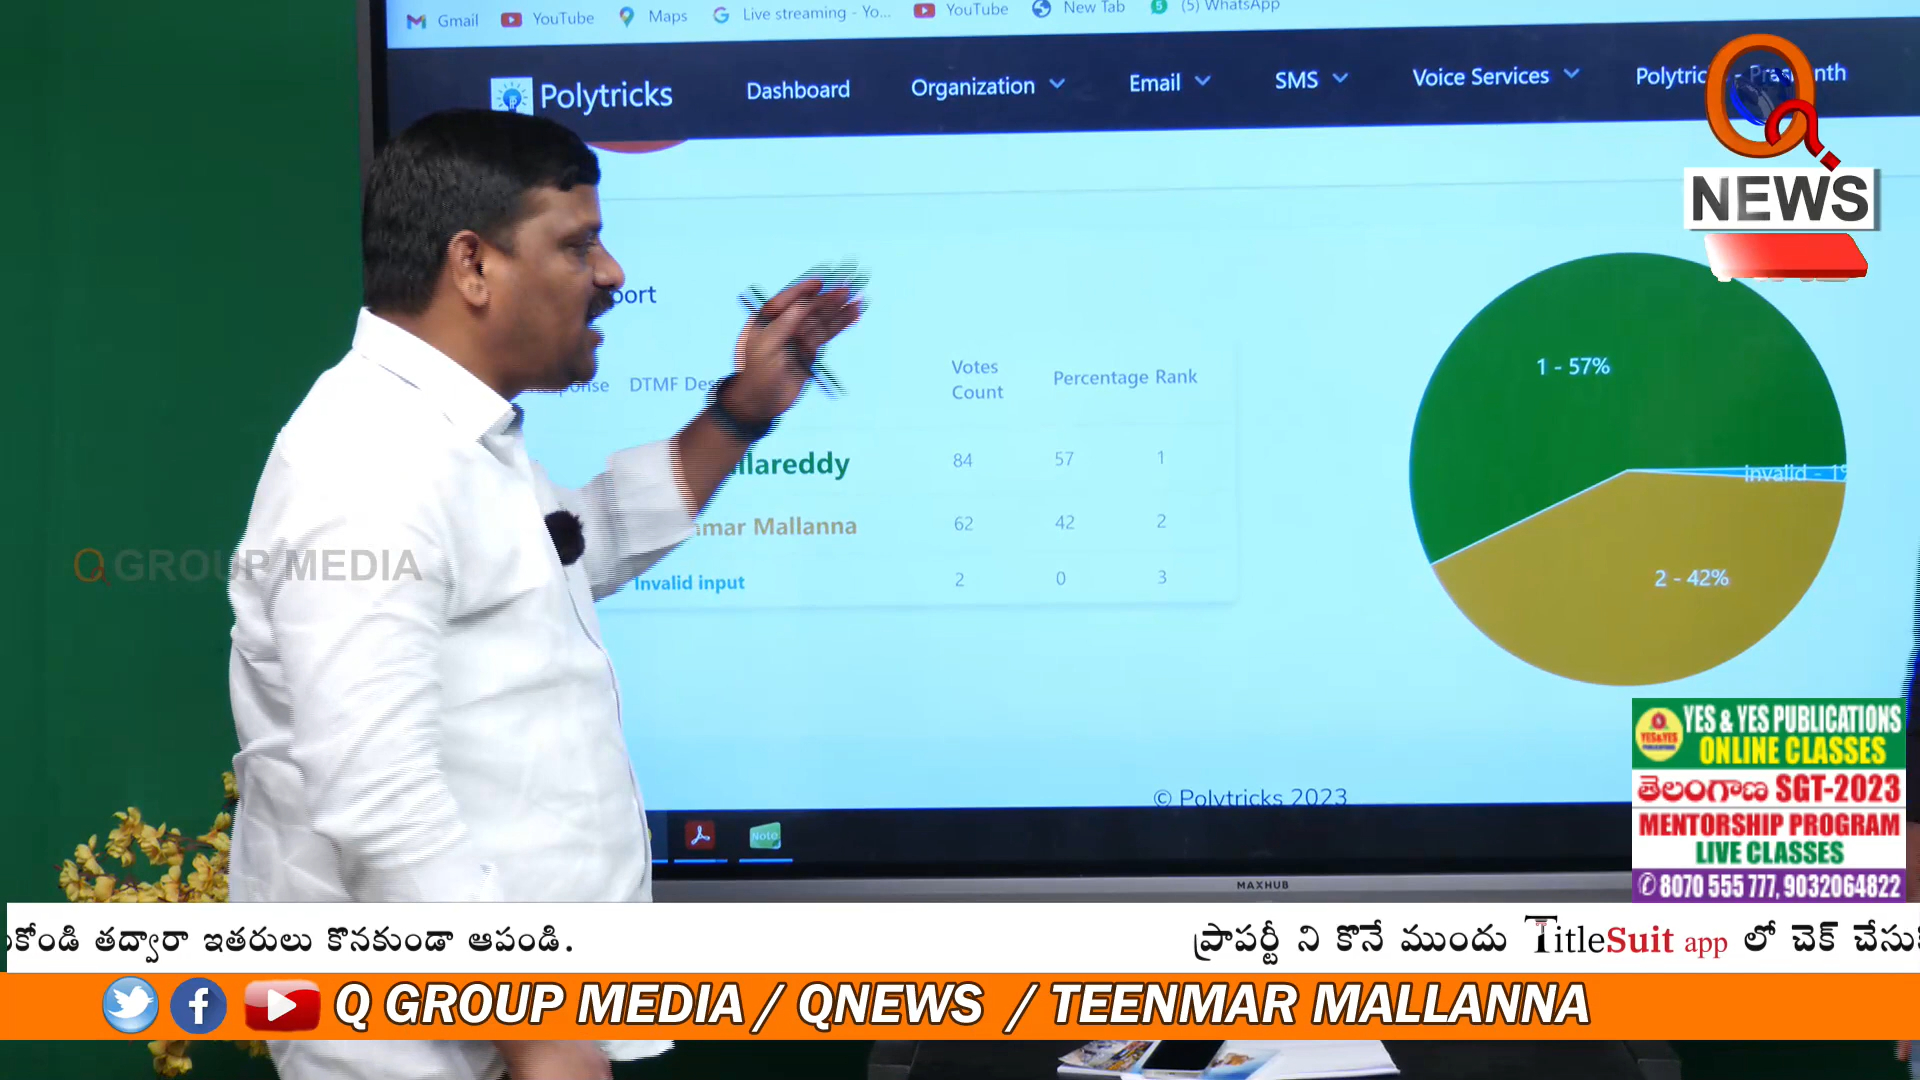 Gmail YouTube Maps Live streaming - Yo... YouTube New Tab (5) WhatsApp
Polytricks Dashboard Organization Email SMS Voice Services
NEWS
port
DTMF Des Votes Count Percentage Rank
llareddy 84 57 1
mar Mallanna 62 42 2
Invalid input 2 0 3
1 - 57%
invalid - 1%
2 - 42%
Q GROUP MEDIA
© Polytricks 2023
Note
MAXHUB
YES & YES PUBLICATIONS
ONLINE CLASSES
తెలంగాణ SGT-2023
MENTORSHIP PROGRAM
LIVE CLASSES
8070 555 777, 9032064822
కోండి తద్వారా ఇతరులు కొనకుండా ఆపండి. ప్రాపర్టీ ని కొనే ముందు TitleSuit app లో చెక్
Q GROUP MEDIA / QNEWS / TEENMAR MALLANNA